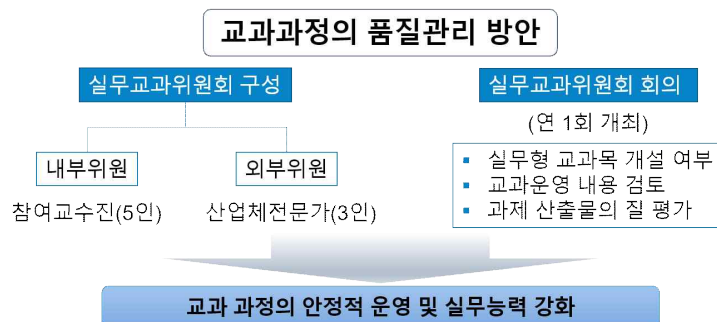 교과과정의 품질관리 방안
실무교과위원회 구성
내부위원
외부위원
참여교수진(5인)
산업체전문가(3인)
실무교과위원회 회의
(연 1회 개최)
▪ 실무형 교과목 개설 여부
▪ 교과운영 내용 검토
▪ 과제 산출물의 질 평가
교과 과정의 안정적 운영 및 실무능력 강화